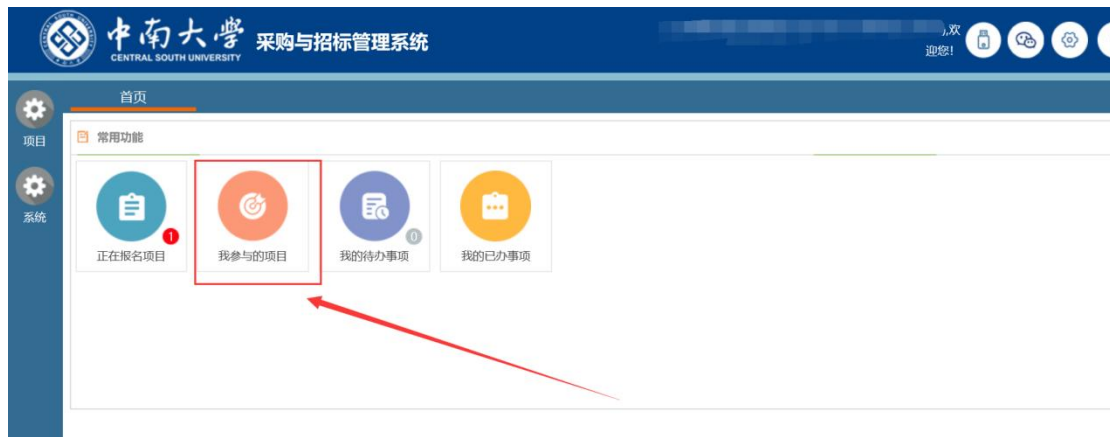 中南大学 采购与招标管理系统
CENTRAL SOUTH UNIVERSITY
),欢
迎您!
首页
项目
常用功能
系统
1
0
正在报名项目
我参与的项目
我的待办事项
我的已办事项